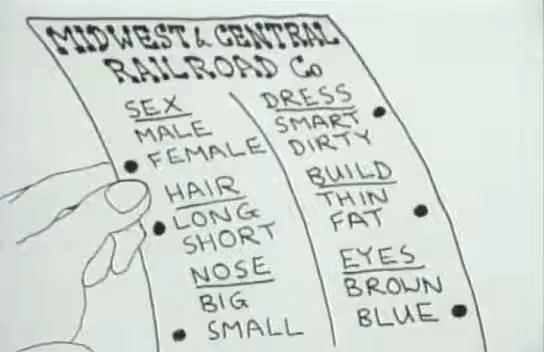 MIDWEST & CENTRAL
RAILROAD Co
SEX
MALE
FEMALE
HAIR
LONG
SHORT
NOSE
BIG
SMALL
DRESS
SMART
DIRTY
BUILD
THIN
FAT
EYES
BROWN
BLUE